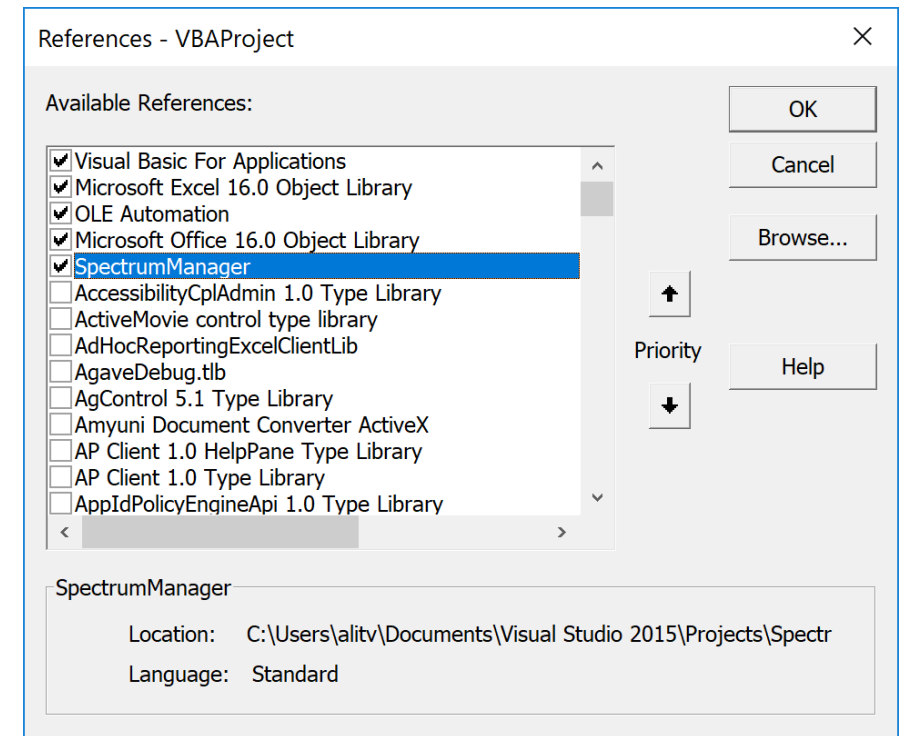 References - VBAProject
Available References:
OK
Cancel
Browse...
Help
Visual Basic For Applications
Microsoft Excel 16.0 Object Library
OLE Automation
Microsoft Office 16.0 Object Library
SpectrumManager
AccessibilityCplAdmin 1.0 Type Library
ActiveMovie control type library
AdHocReportingExcelClientLib
AgaveDebug.tlb
AgControl 5.1 Type Library
Amyuni Document Converter ActiveX
AP Client 1.0 HelpPane Type Library
AP Client 1.0 Type Library
AppIdPolicyEngineApi 1.0 Type Library
Priority
SpectrumManager
Location: C:\Users\alitv\Documents\Visual Studio 2015\Projects\Spectr
Language: Standard